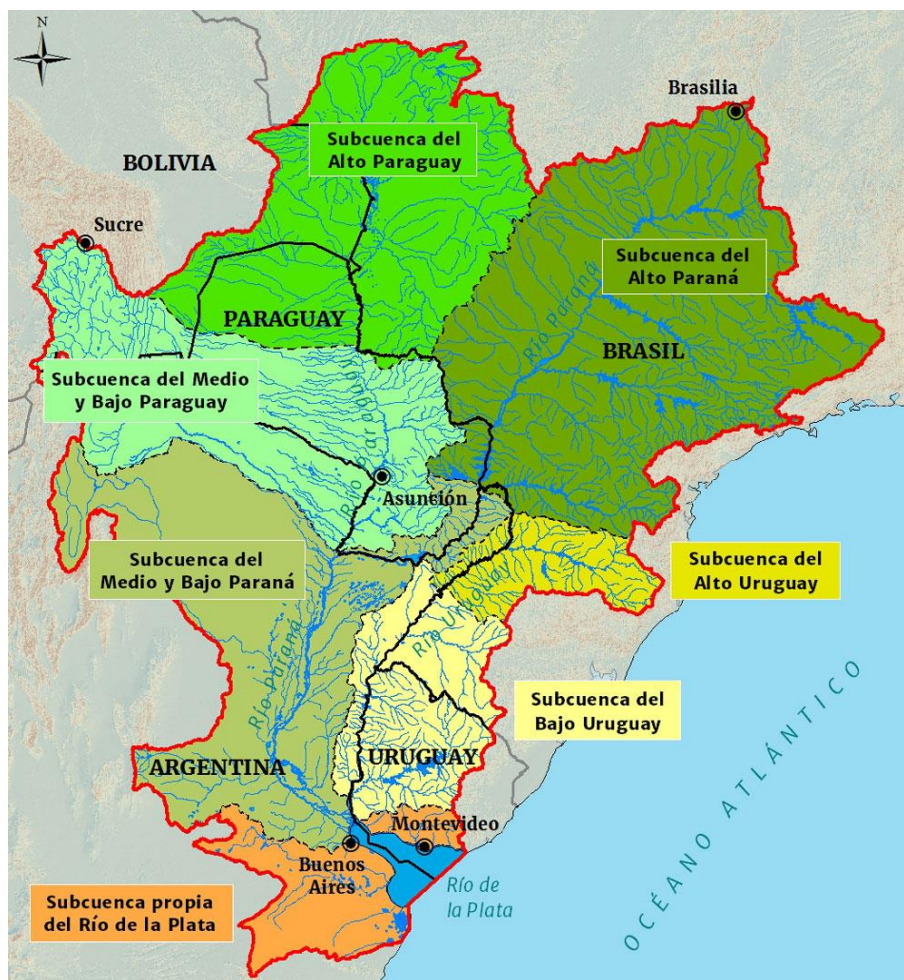 N
Brasilia
BOLIVIA
Subcuenca del
Alto Paraguay
Sucre
Subcuenca del
Alto Paraná
Río Paraná
PARAGUAY
BRASIL
Subcuenca del Medio
y Bajo Paraguay
Asunción
Subcuenca del
Medio y Bajo Paraná
Subcuenca del
Alto Uruguay
Río Uruguay
Río Paraná
Subcuenca del
Bajo Uruguay
ARGENTINA
URUGUAY
OCÉANO ATLÁNTICO
Montevideo
Buenos
Aires
Río de
la Plata
Subcuenca propia
del Río de la Plata